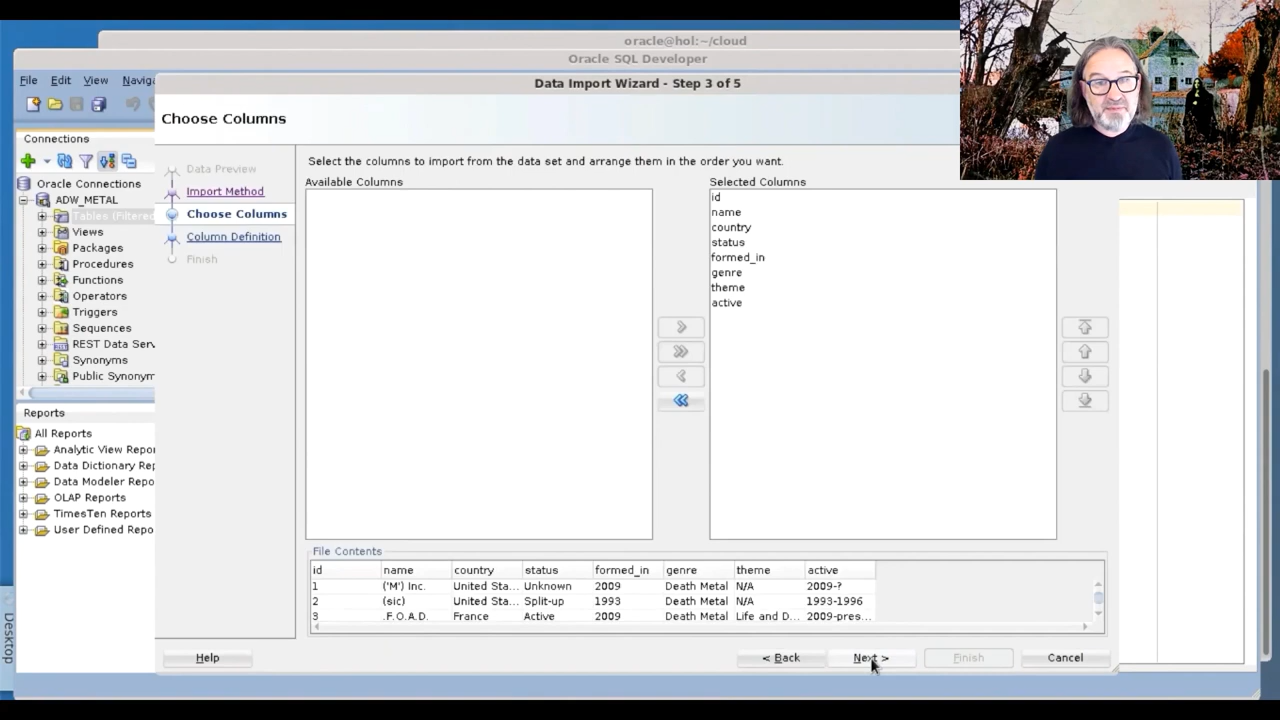 oracle@hol:~/cloud
Oracle SQL Developer
File Edit View Naviga
Data Import Wizard - Step 3 of 5
Choose Columns
Connections
Oracle Connections
ADW_METAL
Tables (Filtered
Views
Packages
Procedures
Functions
Operators
Triggers
Sequences
REST Data Serv
Synonyms
Public Synonym
Reports
All Reports
Analytic View Repor
Data Dictionary Rep
Data Modeler Repo
OLAP Reports
TimesTen Reports
User Defined Repo
Desktop
Data Preview
Import Method
Choose Columns
Column Definition
Finish
Select the columns to import from the data set and arrange them in the order you want.
Available Columns
Selected Columns
id
name
country
status
formed_in
genre
theme
active
File Contents
id name country status formed_in genre theme active
1 ('M') Inc. United Sta... Unknown 2009 Death Metal N/A 2009-?
2 (sic) United Sta... Split-up 1993 Death Metal N/A 1993-1996
3 .F.O.A.D. France Active 2009 Death Metal Life and D... 2009-pres...
Help < Back Next > Finish Cancel